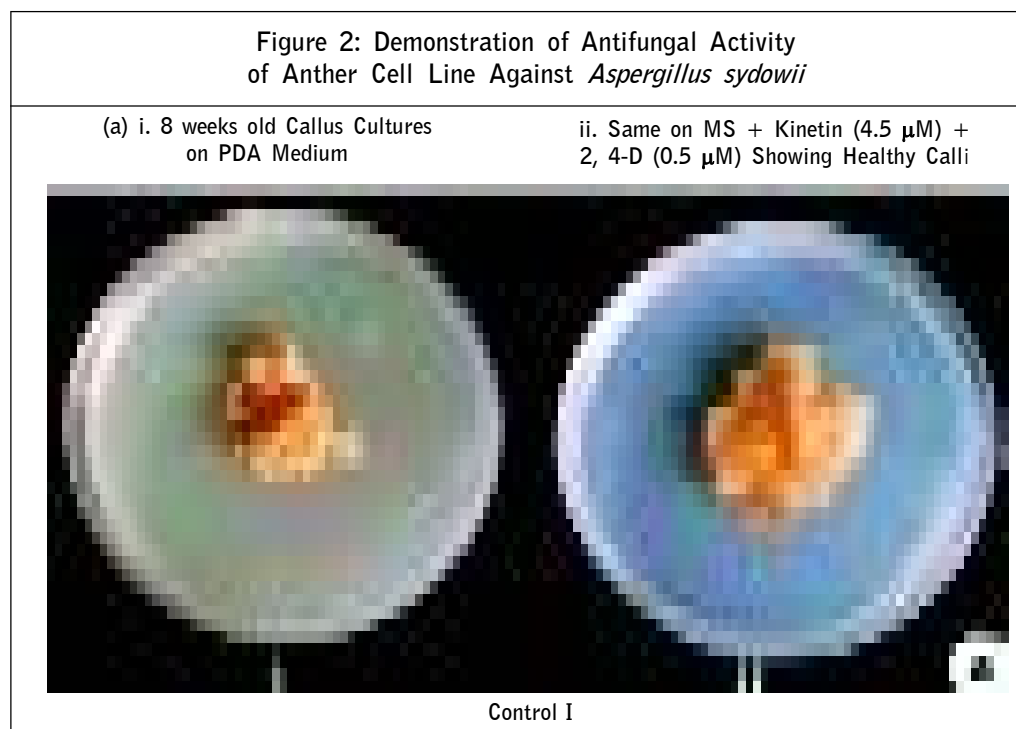 Figure 2: Demonstration of Antifungal Activity
of Anther Cell Line Against Aspergillus sydowii
(a) i. 8 weeks old Callus Cultures
on PDA Medium
ii. Same on MS + Kinetin (4.5 μM) +
2, 4-D (0.5 μM) Showing Healthy Calli
Control I